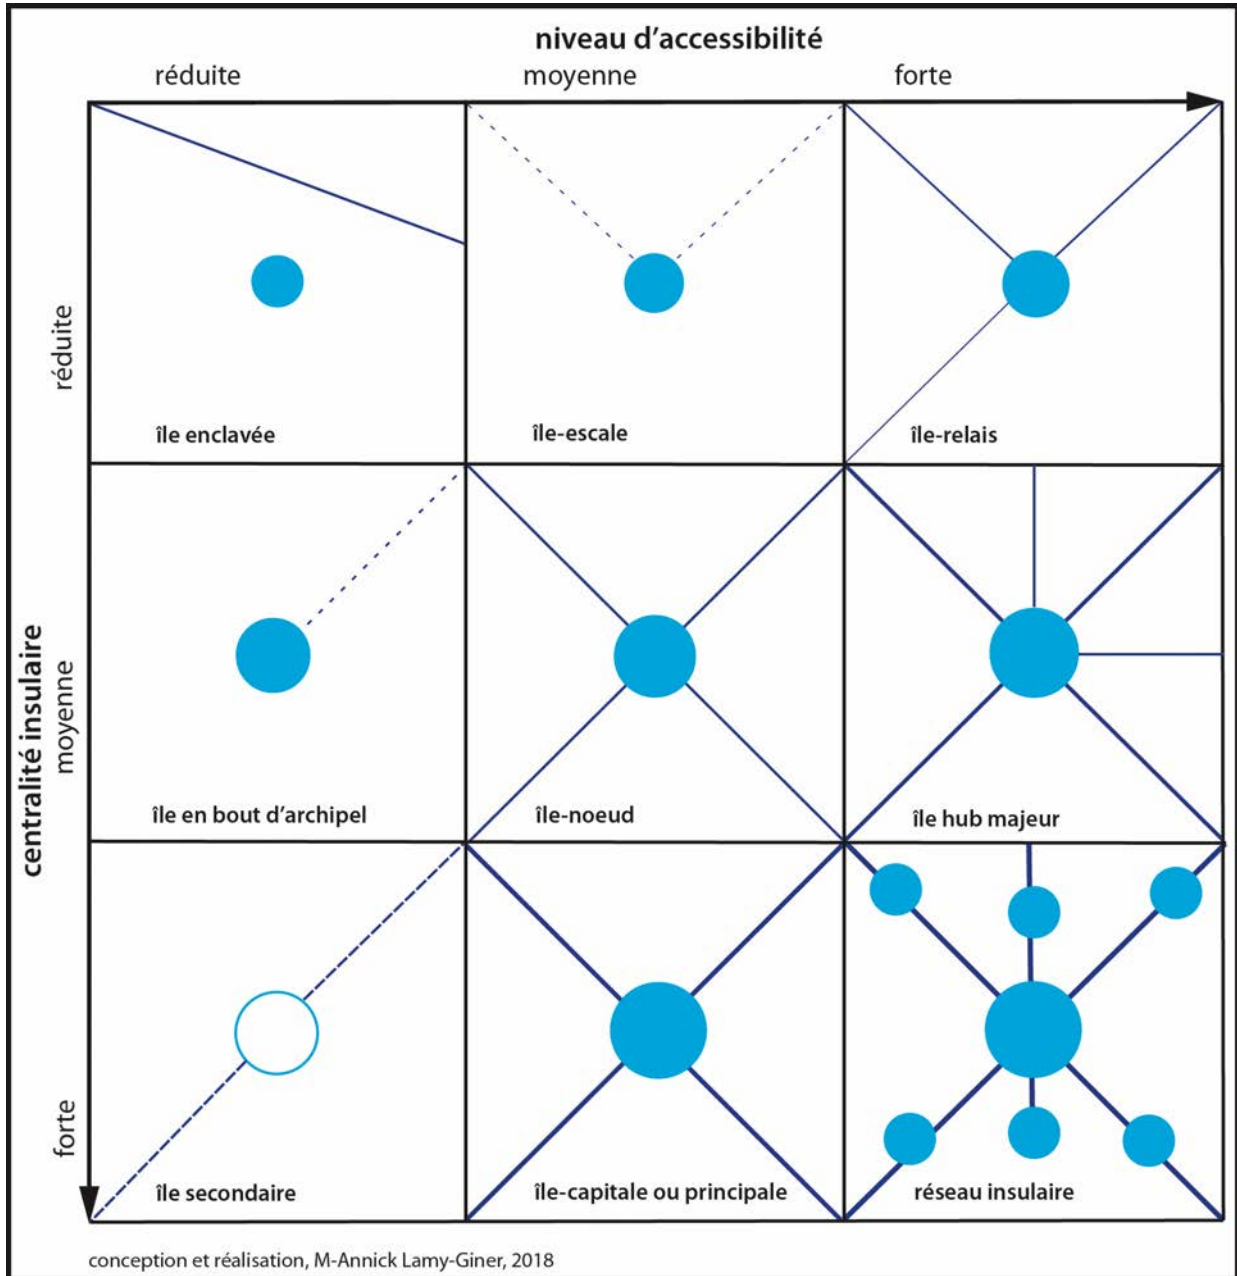 niveau d’accessibilité
réduite
moyenne
forte
centralité insulaire
réduite
île enclavée
île-escale
île-relais
moyenne
île en bout d’archipel
île-noeud
île hub majeur
forte
île secondaire
île-capitale ou principale
réseau insulaire
conception et réalisation, M-Annick Lamy-Giner, 2018